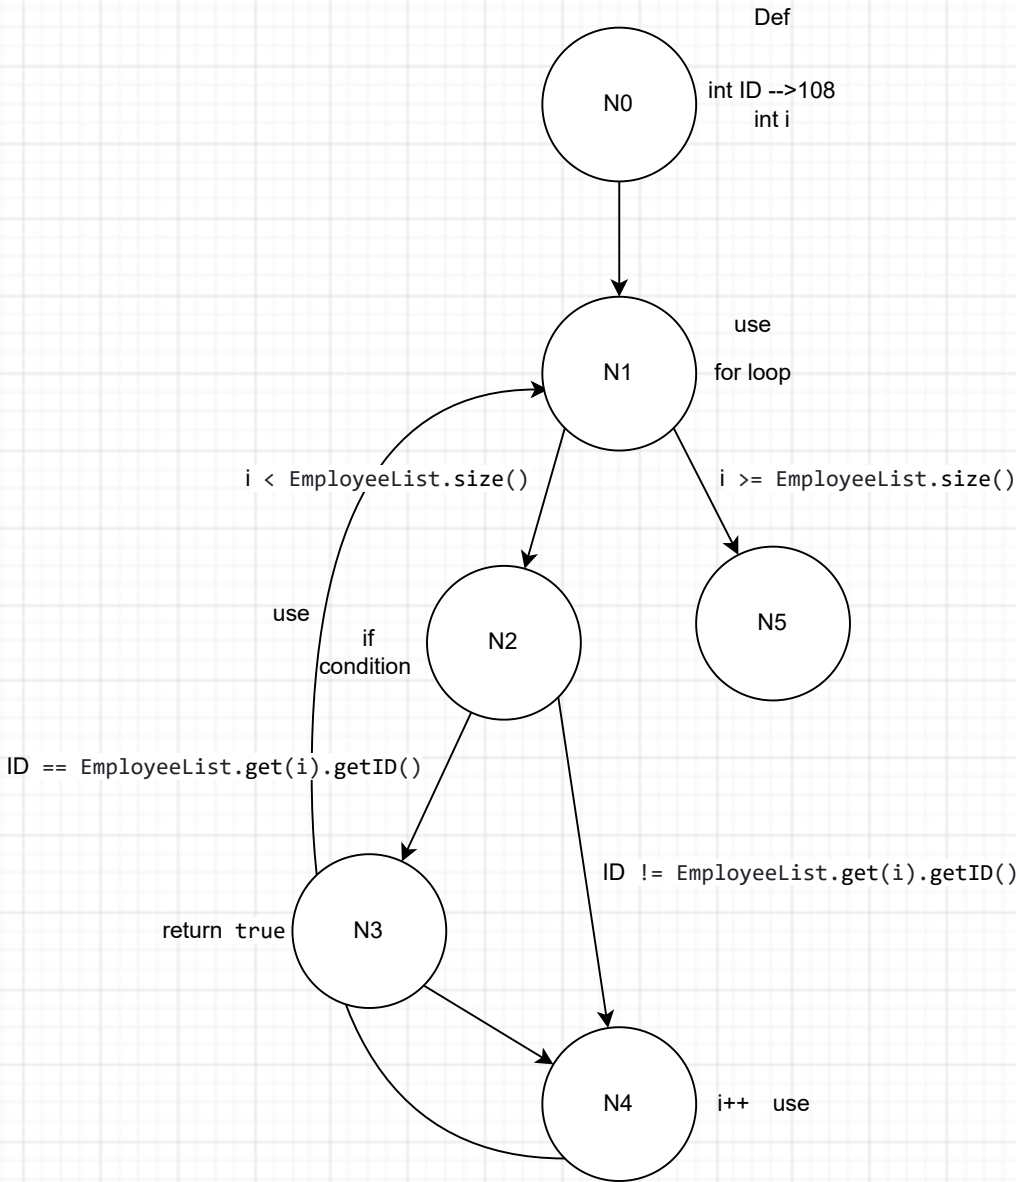 Def
N0
int ID -->108
int i
use
N1
for loop
i < EmployeeList.size()
i >= EmployeeList.size()
use
if
condition
N2
N5
ID == EmployeeList.get(i).getID()
ID != EmployeeList.get(i).getID()
return true
N3
N4
i++ use